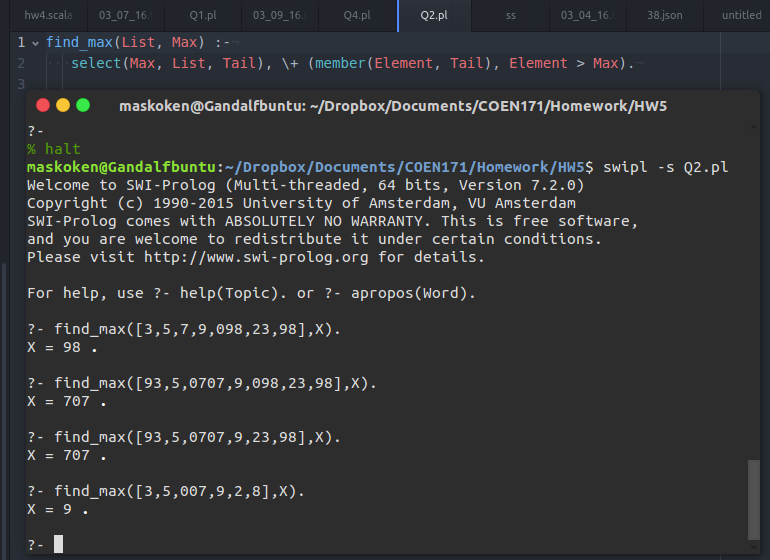 hw4.scala 03_07_16. Q1.pl 03_09_16. Q4.pl Q2.pl ss 03_04_16. 38.json untitled
1 find_max(List, Max) :-
2 select(Max, List, Tail), \+ (member(Element, Tail), Element > Max).
3
maskoken@Gandalfbuntu: ~/Dropbox/Documents/COEN171/Homework/HW5
?-
% halt
maskoken@Gandalfbuntu:~/Dropbox/Documents/COEN171/Homework/HW5$ swipl -s Q2.pl
Welcome to SWI-Prolog (Multi-threaded, 64 bits, Version 7.2.0)
Copyright (c) 1990-2015 University of Amsterdam, VU Amsterdam
SWI-Prolog comes with ABSOLUTELY NO WARRANTY. This is free software,
and you are welcome to redistribute it under certain conditions.
Please visit http://www.swi-prolog.org for details.
For help, use ?- help(Topic). or ?- apropos(Word).
?- find_max([3,5,7,9,098,23,98],X).
X = 98 .
?- find_max([93,5,0707,9,098,23,98],X).
X = 707 .
?- find_max([93,5,0707,9,23,98],X).
X = 707 .
?- find_max([3,5,007,9,2,8],X).
X = 9 .
?-